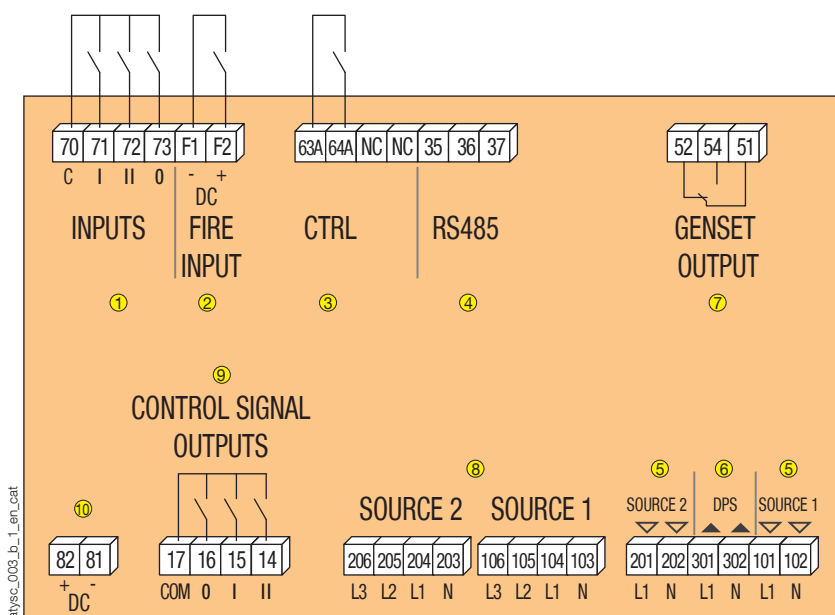 70 71 72 73 F1 F2
C I II 0 - +
DC
INPUTS
FIRE
INPUT
63A 64A NC NC 35 36 37
CTRL
RS485
52 54 51
GENSET
OUTPUT
1
2
3
4
7
9
CONTROL SIGNAL
OUTPUTS
10
82 81
+ -
DC
17 16 15 14
COM 0 I II
8
SOURCE 2
SOURCE 1
206 205 204 203 106 105 104 103
L3 L2 L1 N L3 L2 L1 N
5 6 5
SOURCE 2 DPS SOURCE 1
201 202 301 302 101 102
L1 N L1 N L1 N
atysc_003_b_1_en_cat